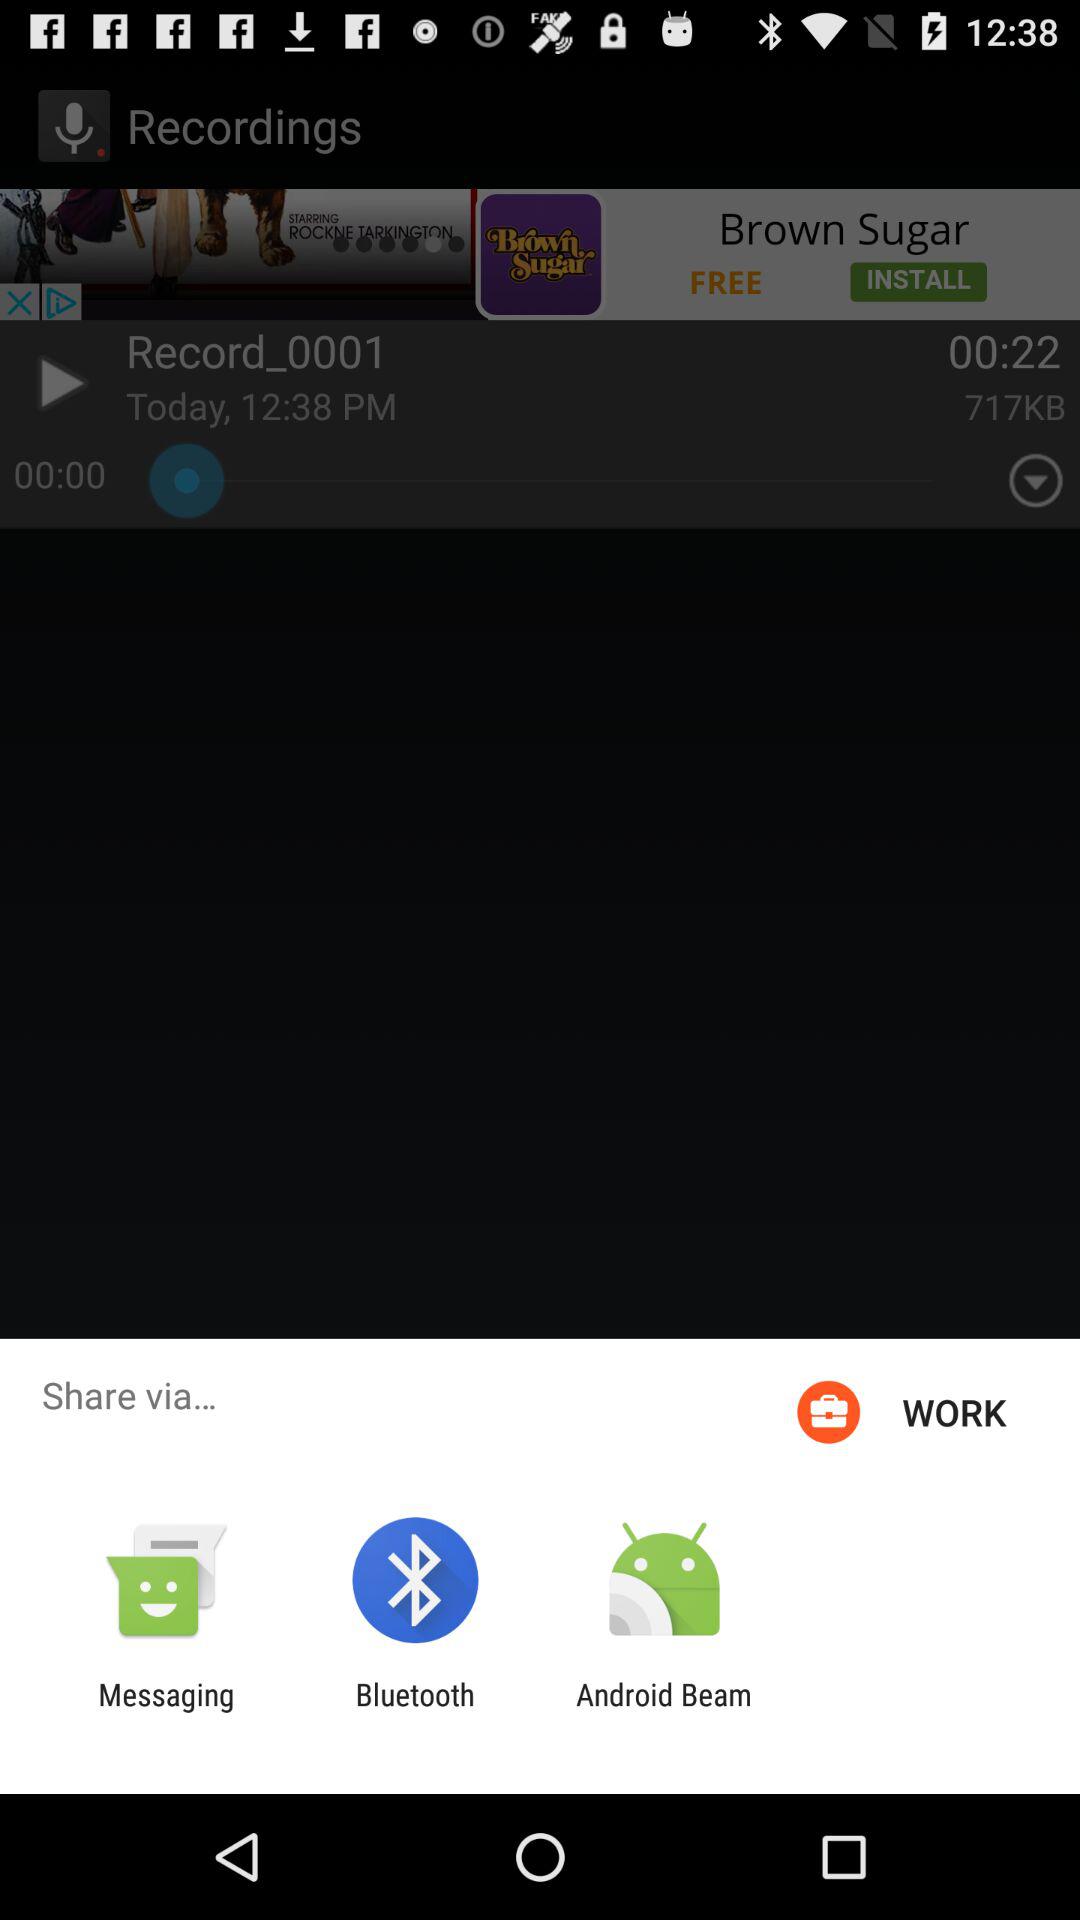 FAKE
12:38
Recordings
STARRING
ROCKNE TARKINGTON
Brown
Sugar
Brown Sugar
FREE INSTALL
Record_0001 00:22
Today, 12:38 PM 717KB
00:00
Share via... WORK
Messaging Bluetooth Android Beam